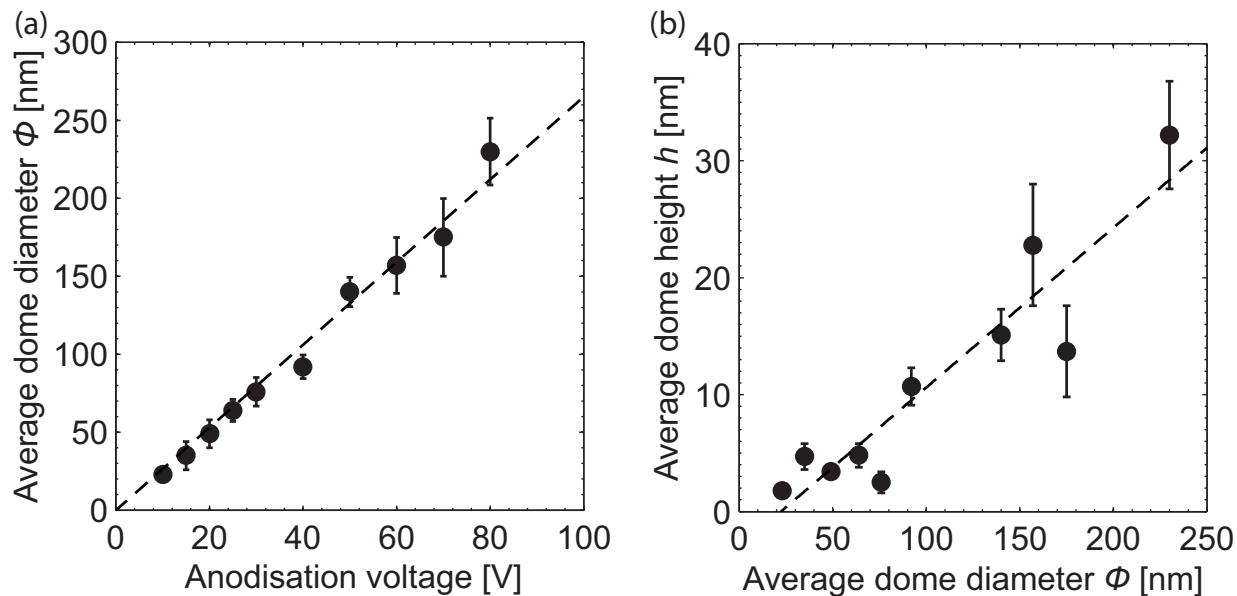 (a)
300
250
200
150
100
50
0
Average dome diameter Φ [nm]
0 20 40 60 80 100
Anodisation voltage [V]
(b)
40
30
20
10
0
Average dome height h [nm]
0 50 100 150 200 250
Average dome diameter Φ [nm]